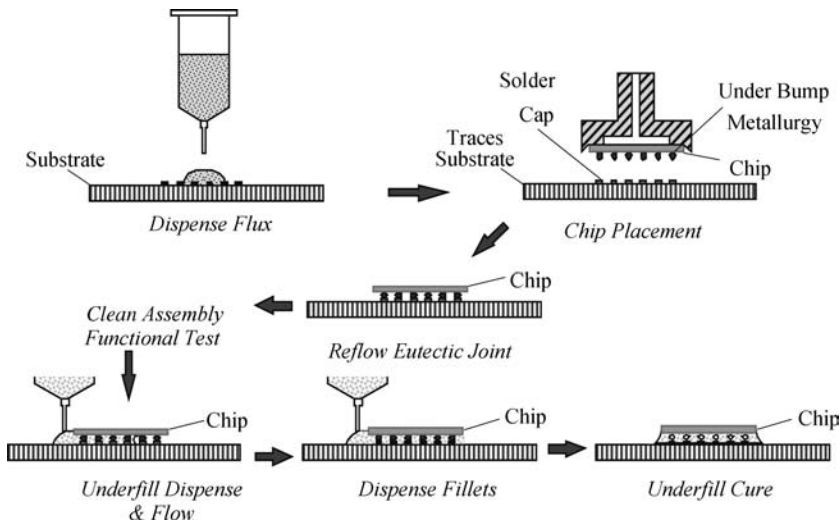 Solder
Under Bump
Metallurgy
Cap
Traces
Substrate
Substrate
Chip
Dispense Flux
Chip Placement
Chip
Clean Assembly
Functional Test
Reflow Eutectic Joint
Chip
Chip
Chip
Underfill Dispense
& Flow
Dispense Fillets
Underfill Cure